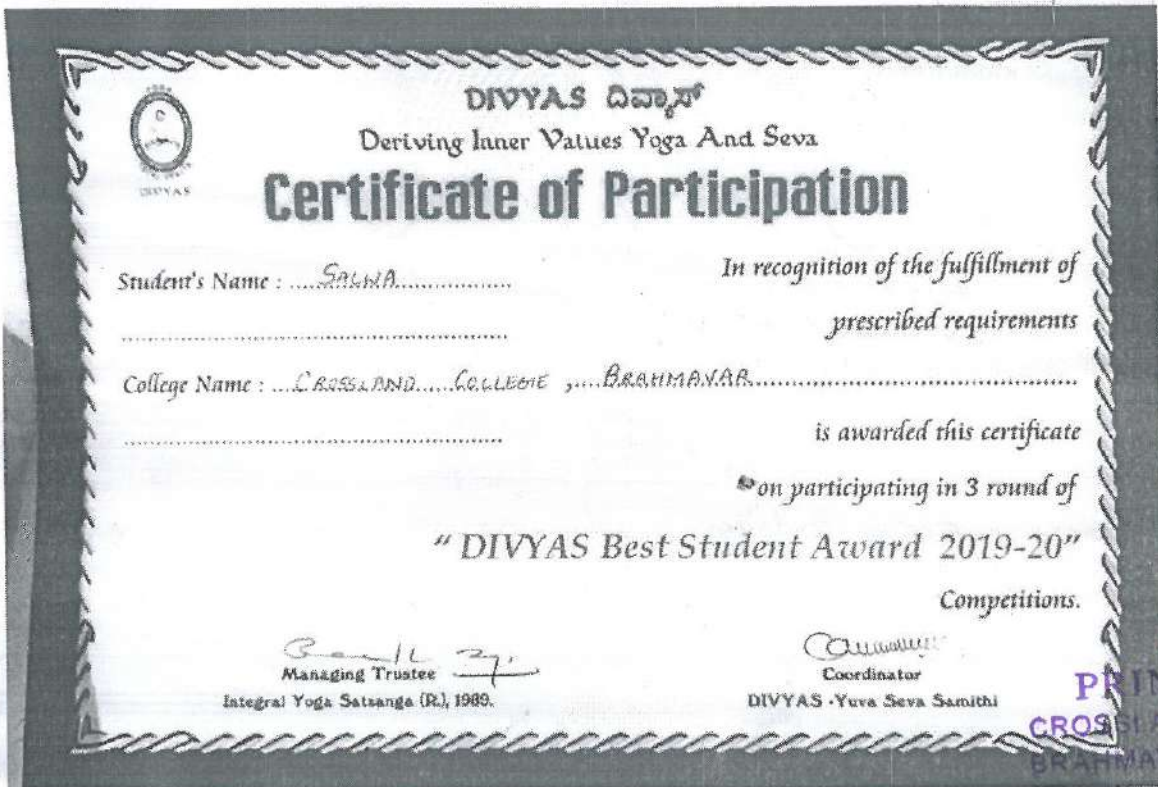 DIVYAS ದಿವ್ಯಾಸ್
Deriving Inner Values Yoga And Seva
Certificate of Participation
DIVYAS
Student's Name : ....SALWA..................
In recognition of the fulfillment of
prescribed requirements
College Name : ....CROSSLAND.....COLLEGE ,....BRAHMAVAR
is awarded this certificate
on participating in 3 round of
" DIVYAS Best Student Award 2019-20"
Competitions.
Managing Trustee
Integral Yoga Satsanga (R.), 1989.
Coordinator
DIVYAS -Yuva Seva Samithi
PRIN
CROSSLA
BRAHMA